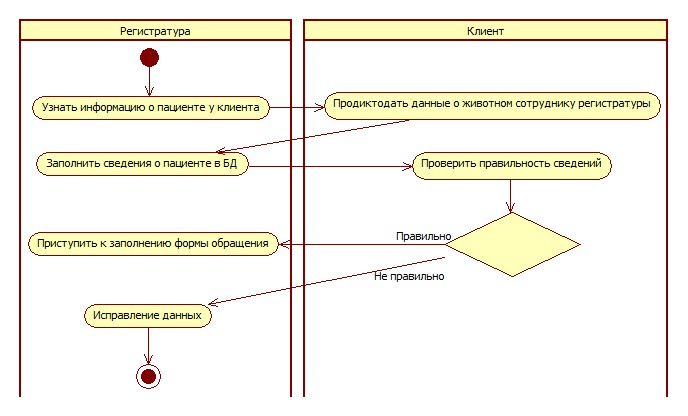 Регистратура
Клиент
Узнать информацию о пациенте у клиента
Продиктодать данные о животном сотруднику регистратуры
Заполнить сведения о пациенте в БД
Проверить правильность сведений
Правильно
Приступить к заполнению формы обращения
Не правильно
Исправление данных